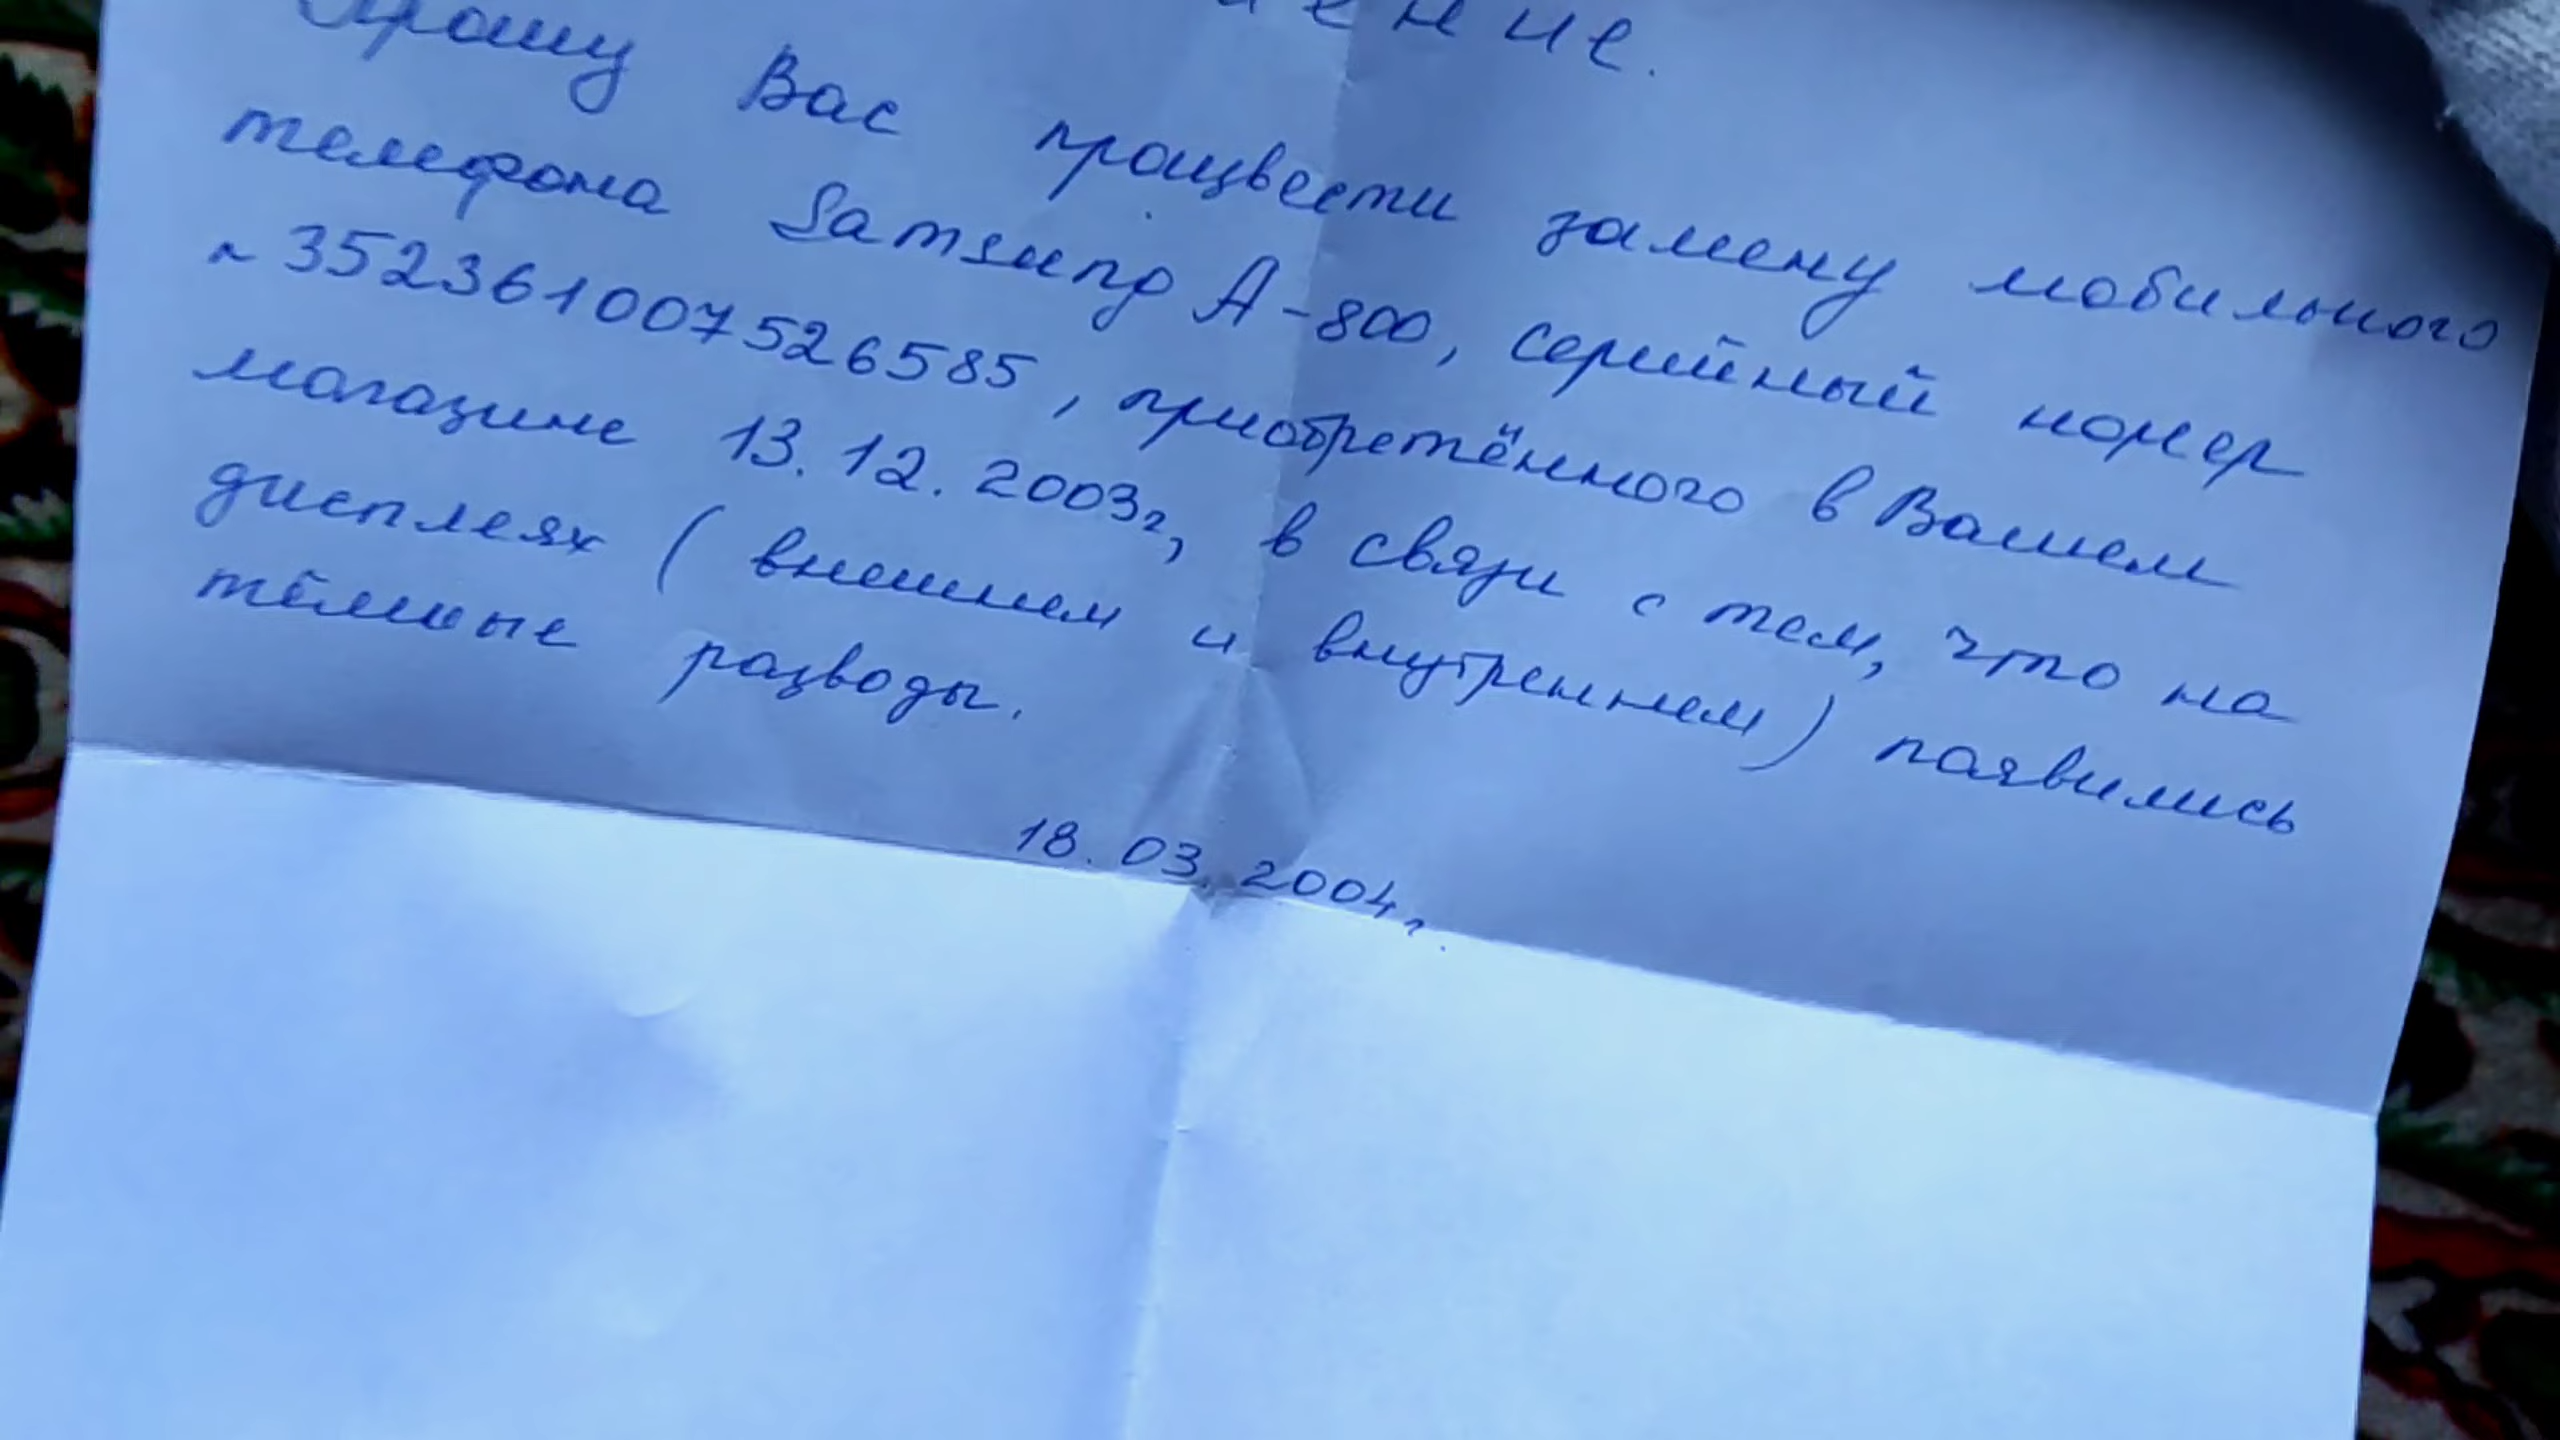 ение.
Прошу Вас произвести замену мобильного
телефона Samsung A-800, серийный номер
~ 352361007526585, приобретённого в Вашем
магазине 13.12.2003г, в связи с тем, что на
дисплеях (внешнем и внутреннем) появились
тёмные разводы.
18.03.2004г.